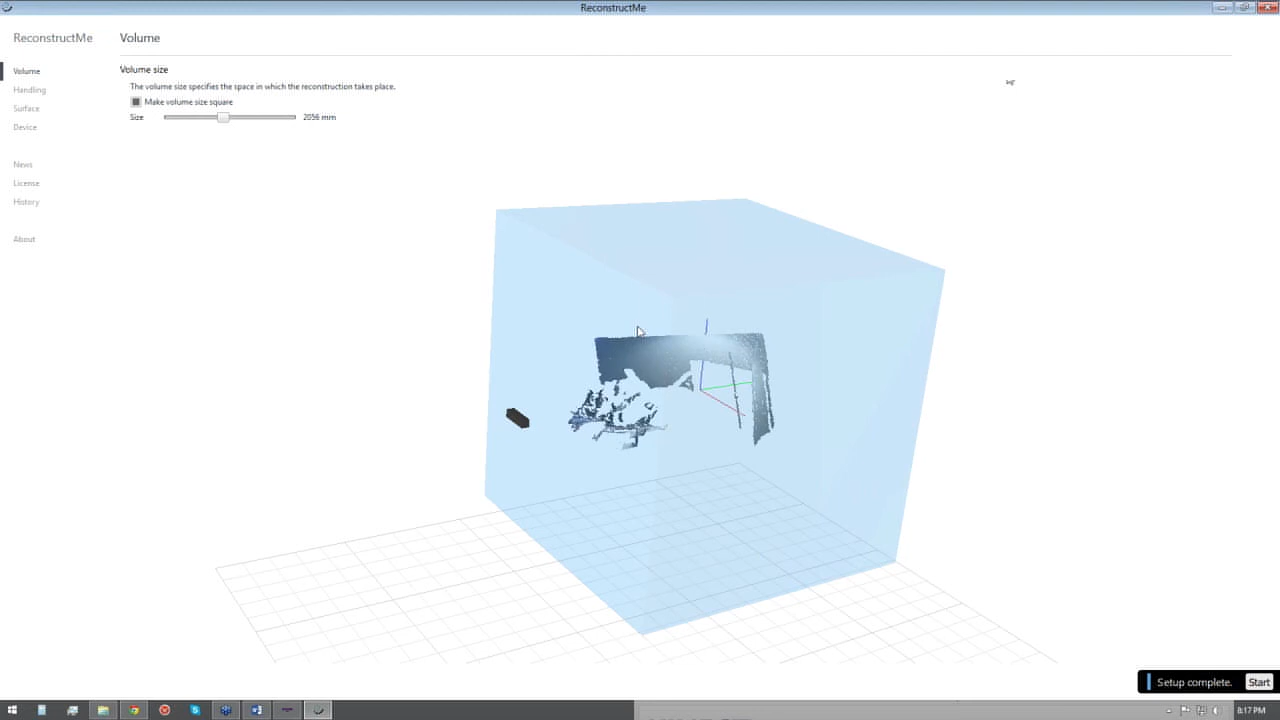 ReconstructMe
ReconstructMe
Volume
Volume
Handling
Surface
Device
News
License
History
About
Volume size
The volume size specifies the space in which the reconstruction takes place.
Make volume size square
Size
2056 mm
Setup complete.
Start
8:17 PM